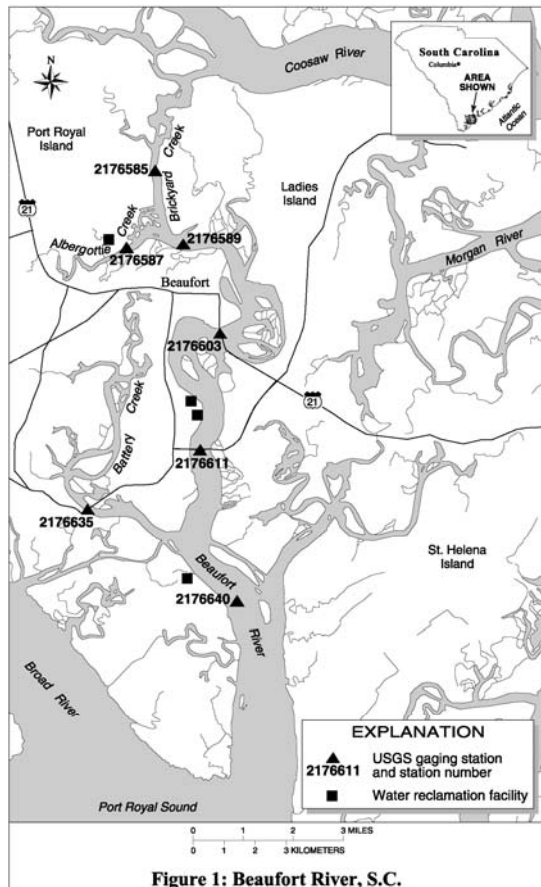 South Carolina
Columbia
AREA
SHOWN
Atlantic
Ocean
N
Coosaw River
Port Royal
Island
21
2176585
Brickyard Creek
Ladies
Island
Albergottie Creek
2176589
2176587
Morgan River
Beaufort
2176603
21
Battery Creek
2176611
2176635
St. Helena
Island
Beaufort
River
2176640
Broad River
Port Royal Sound
EXPLANATION
2176611
USGS gaging station
and station number
Water reclamation facility
0 1 2 3 MILES
0 1 2 3 KILOMETERS
Figure 1: Beaufort River, S.C.